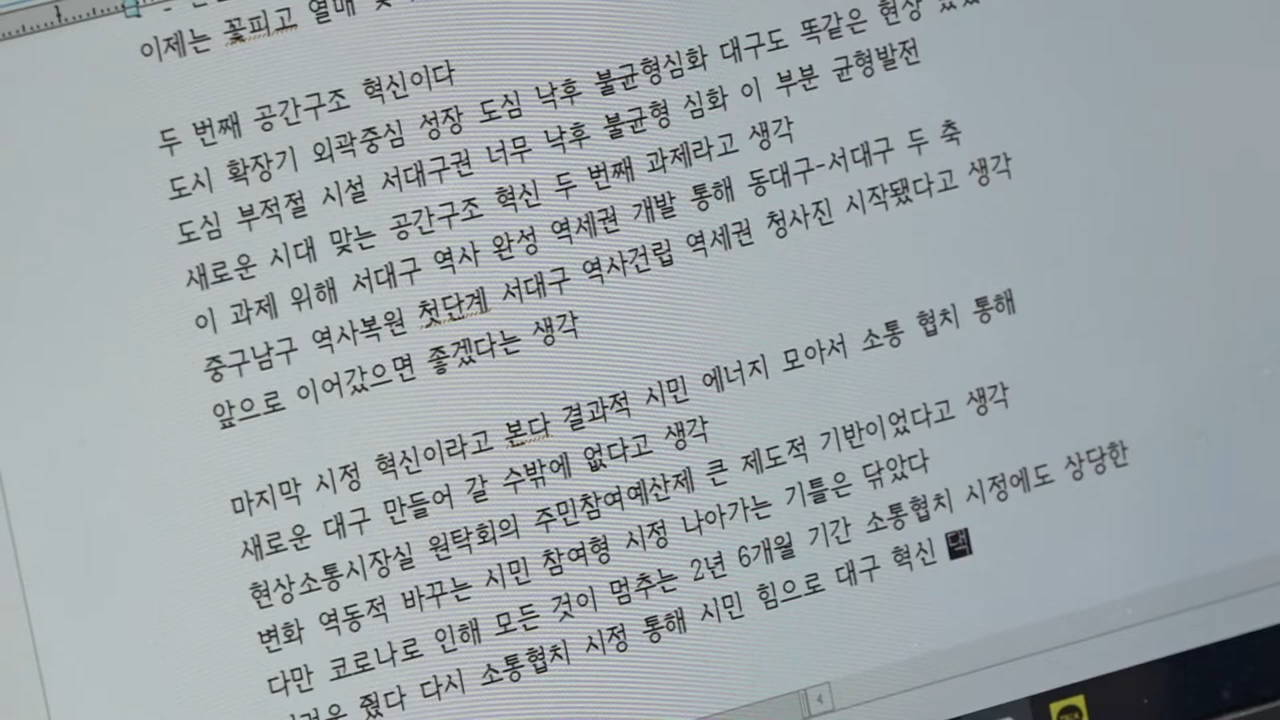 이제는 꽃피고 열매
두 번째 공간구조 혁신이다
도시 확장기 외곽중심 성장 도심 낙후 불균형심화 대구도 똑같은 현상
도심 부적절 시설 서대구권 너무 낙후 불균형 심화 이 부분 균형발전
새로운 시대 맞는 공간구조 혁신 두 번째 과제라고 생각
이 과제 위해 서대구 역사 완성 역세권 개발 통해 동대구-서대구 두 축
중구남구 역사복원 첫단계 서대구 역사건립 역세권 청사진 시작됐다고 생각
앞으로 이어갔으면 좋겠다는 생각
마지막 시정 혁신이라고 본다 결과적 시민 에너지 모아서 소통 협치 통해
새로운 대구 만들어 갈 수밖에 없다고 생각
현상소통시장실 원탁회의 주민참여예산제 큰 제도적 기반이었다고 생각
변화 역동적 바꾸는 시민 참여형 시정 나아가는 기틀은 닦았다
다만 코로나로 인해 모든 것이 멈추는 2년 6개월 기간 소통협치 시정에도 상당한
줬다 다시 소통협치 시정 통해 시민 힘으로 대구 혁신